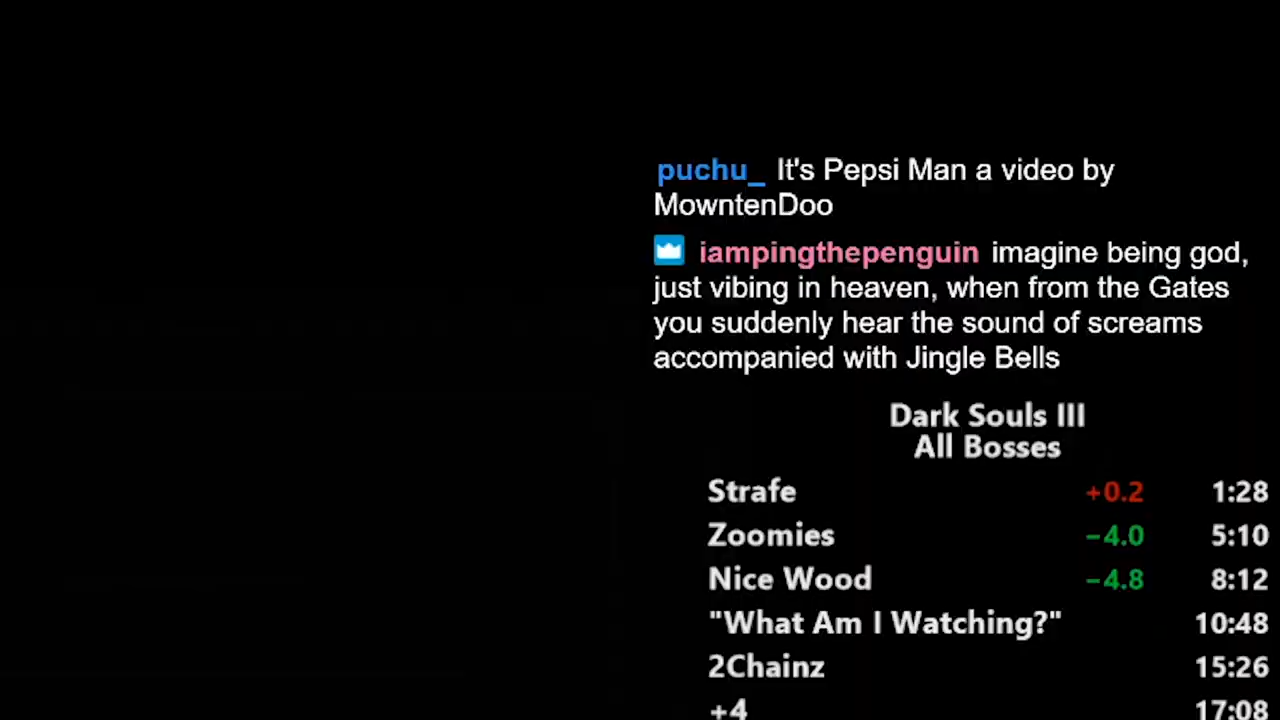 puchu_ It's Pepsi Man a video by
MowntenDoo
iampingthepenguin imagine being god,
just vibing in heaven, when from the Gates
you suddenly hear the sound of screams
accompanied with Jingle Bells
Dark Souls III
All Bosses
Strafe +0.2 1:28
Zoomies −4.0 5:10
Nice Wood −4.8 8:12
"What Am I Watching?" 10:48
2Chainz 15:26
+4 17:08